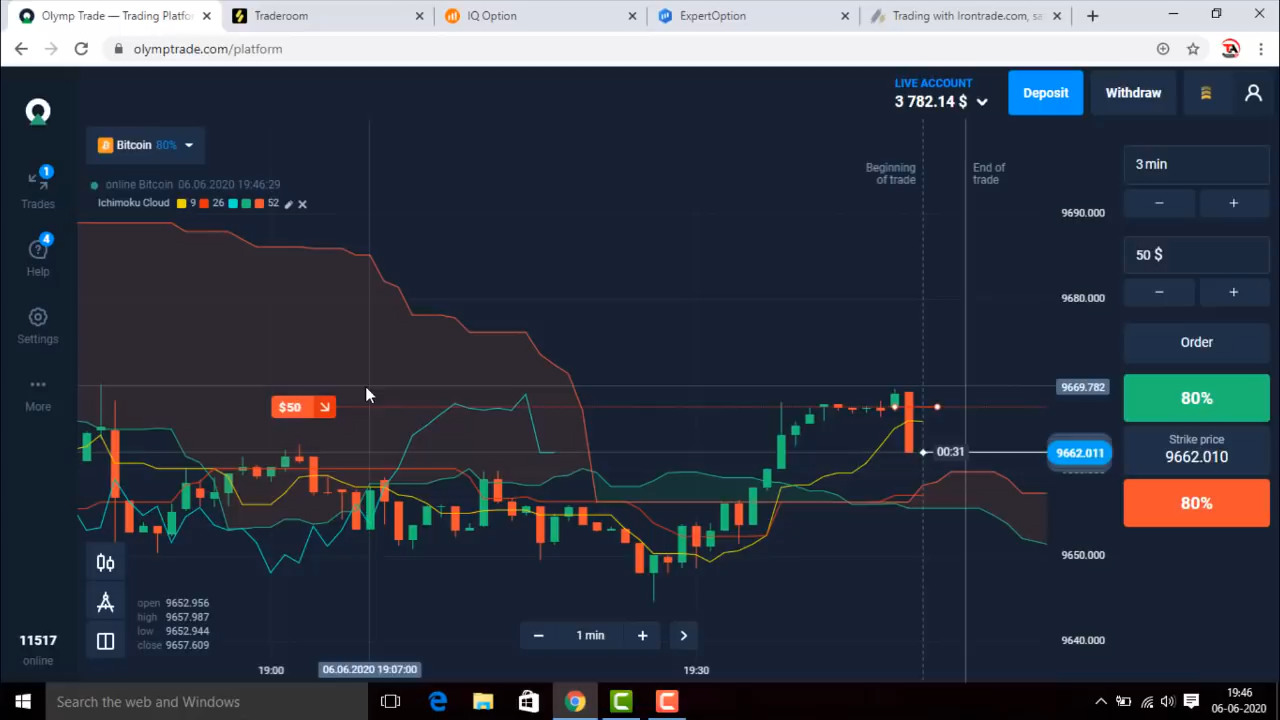 Olymp Trade — Trading Platfo
Traderoom
IQ Option
ExpertOption
Trading with Irontrade.com, sa
olymptrade.com/platform
LIVE ACCOUNT
3 782.14 $
Deposit
Withdraw
Bitcoin 80%
Beginning
of trade
End of
trade
3 min
1
Trades
online Bitcoin 06.06.2020 19:46:29
Ichimoku Cloud 9 26 52
− +
9690.000
4
Help
50 $
− +
9680.000
Settings
Order
More
9669.782
80%
$50
00:31
9662.011
Strike price
9662.010
80%
9650.000
open 9652.956
high 9657.987
low 9652.944
close 9657.609
− 1 min +
9640.000
11517
online
19:00
06.06.2020 19:07:00
19:30
Search the web and Windows
19:46
06-06-2020